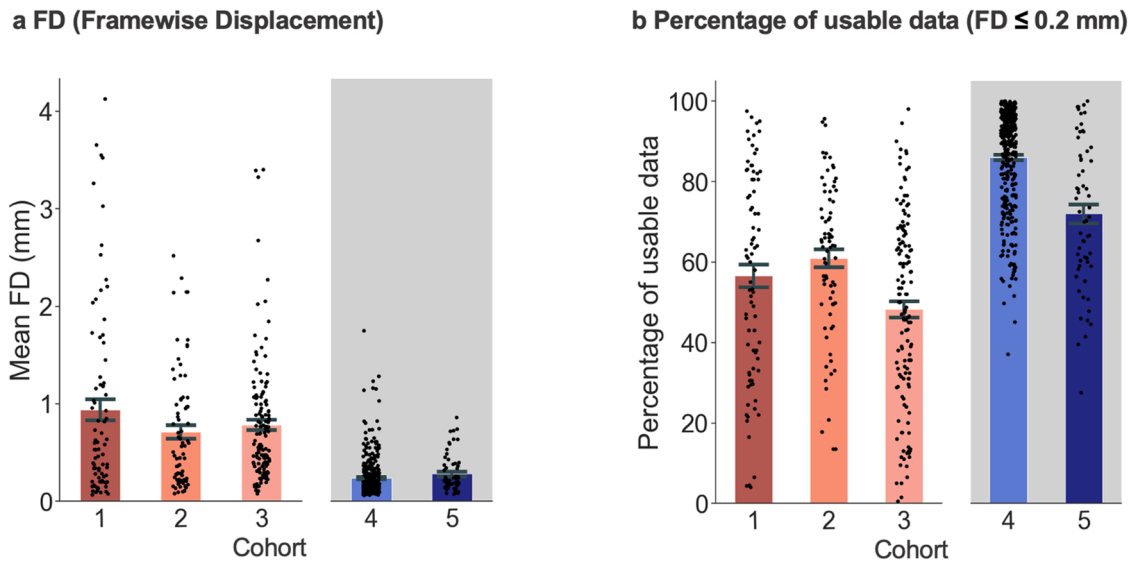 a FD (Framewise Displacement)
4
3
2
1
0
Mean FD (mm)
1 2 3 4 5
Cohort
b Percentage of usable data (FD ≤ 0.2 mm)
100
80
60
40
20
0
Percentage of usable data
1 2 3 4 5
Cohort